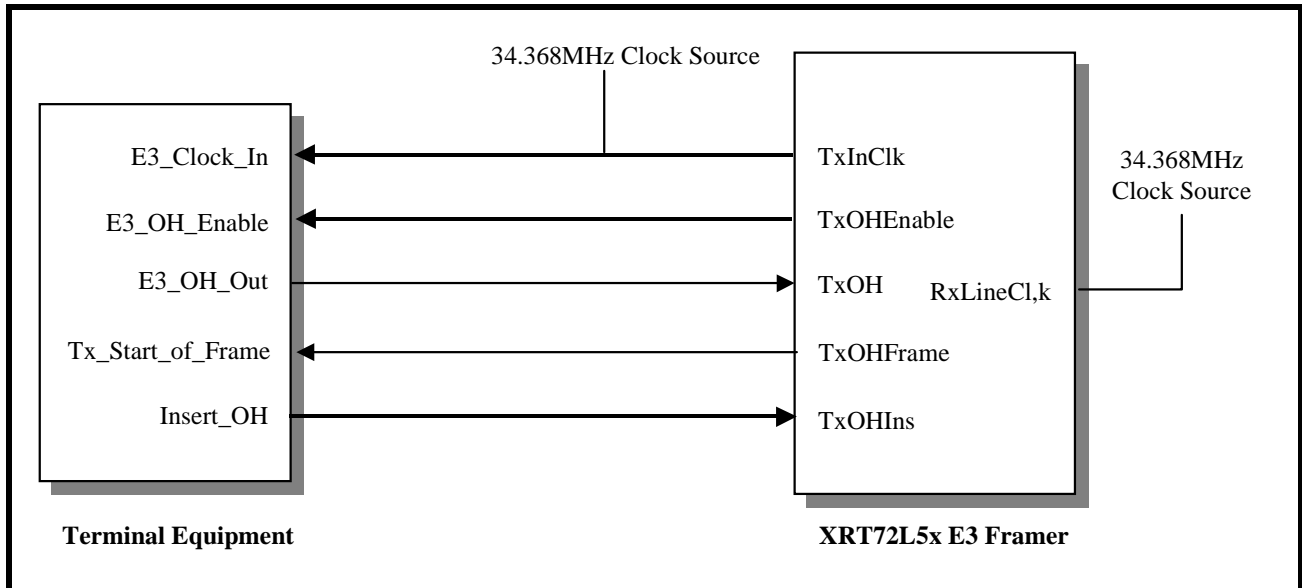 34.368MHz Clock Source
E3_Clock_In
E3_OH_Enable
E3_OH_Out
Tx_Start_of_Frame
Insert_OH
TxInClk
TxOHEnable
TxOH
RxLineCl,k
TxOHFrame
TxOHIns
34.368MHz
Clock Source
Terminal Equipment
XRT72L5x E3 Framer